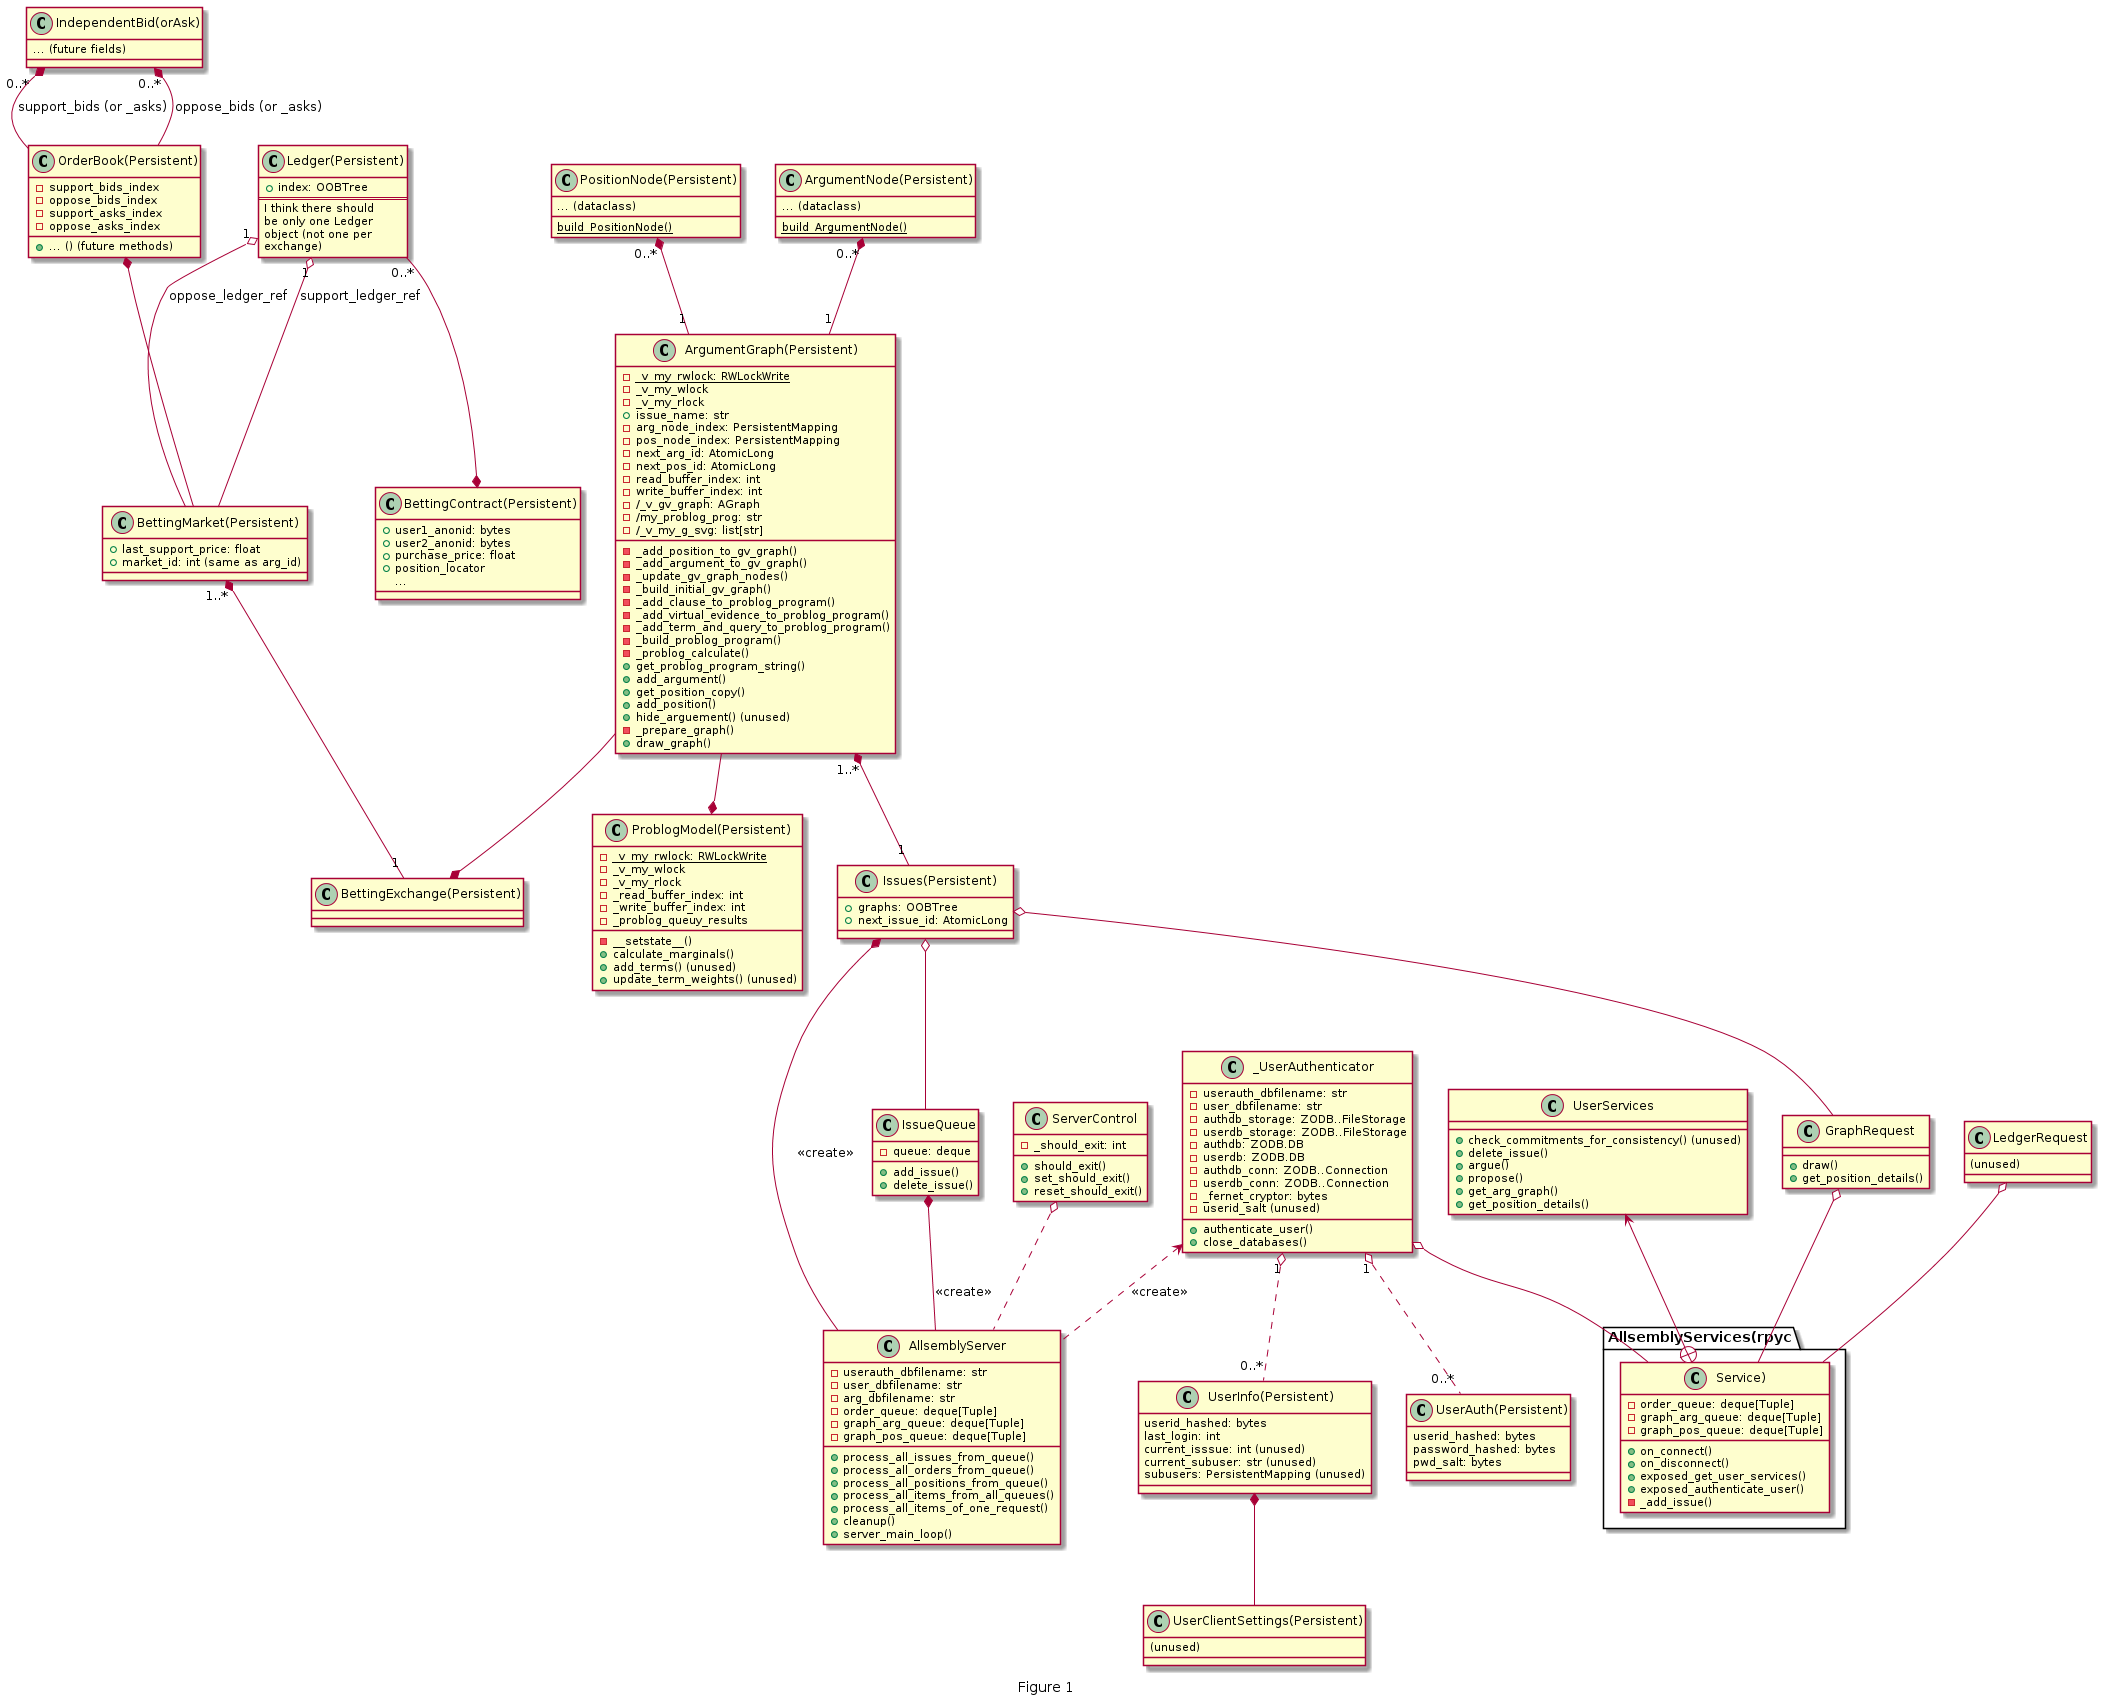 IndependentBid(orAsk)
... (future fields)
0..*
0..*
support_bids (or _asks)
oppose_bids (or _asks)
OrderBook(Persistent)
support_bids_index
oppose_bids_index
support_asks_index
oppose_asks_index
... () (future methods)
Ledger(Persistent)
index: OOBTree
I think there should
be only one Ledger
object (not one per
exchange)
1
1
0..*
oppose_ledger_ref
support_ledger_ref
PositionNode(Persistent)
... (dataclass)
build_PositionNode()
0..*
1
ArgumentNode(Persistent)
... (dataclass)
build_ArgumentNode()
0..*
1
ArgumentGraph(Persistent)
_v_my_rwlock: RWLockWrite
_v_my_wlock
_v_my_rlock
issue_name: str
arg_node_index: PersistentMapping
pos_node_index: PersistentMapping
next_arg_id: AtomicLong
next_pos_id: AtomicLong
read_buffer_index: int
write_buffer_index: int
/_v_gv_graph: AGraph
/my_problog_prog: str
/_v_my_g_svg: list[str]
_add_position_to_gv_graph()
_add_argument_to_gv_graph()
_update_gv_graph_nodes()
_build_initial_gv_graph()
_add_clause_to_problog_program()
_add_virtual_evidence_to_problog_program()
_add_term_and_query_to_problog_program()
_build_problog_program()
_problog_calculate()
get_problog_program_string()
add_argument()
get_position_copy()
add_position()
hide_arguement() (unused)
_prepare_graph()
draw_graph()
1..*
1
BettingMarket(Persistent)
last_support_price: float
market_id: int (same as arg_id)
1..*
1
BettingContract(Persistent)
user1_anonid: bytes
user2_anonid: bytes
purchase_price: float
position_locator
...
BettingExchange(Persistent)
ProblogModel(Persistent)
_v_my_rwlock: RWLockWrite
_v_my_wlock
_v_my_rlock
_read_buffer_index: int
_write_buffer_index: int
_problog_queuy_results
__setstate__()
calculate_marginals()
add_terms() (unused)
update_term_weights() (unused)
Issues(Persistent)
graphs: OOBTree
next_issue_id: AtomicLong
«create»
IssueQueue
queue: deque
add_issue()
delete_issue()
«create»
ServerControl
_should_exit: int
should_exit()
set_should_exit()
reset_should_exit()
_UserAuthenticator
userauth_dbfilename: str
user_dbfilename: str
authdb_storage: ZODB..FileStorage
userdb_storage: ZODB..FileStorage
authdb: ZODB.DB
userdb: ZODB.DB
authdb_conn: ZODB..Connection
userdb_conn: ZODB..Connection
_fernet_cryptor: bytes
userid_salt (unused)
authenticate_user()
close_databases()
«create»
1
0..*
1
0..*
UserServices
check_commitments_for_consistency() (unused)
delete_issue()
argue()
propose()
get_arg_graph()
get_position_details()
GraphRequest
draw()
get_position_details()
LedgerRequest
(unused)
AllsemblyServer
userauth_dbfilename: str
user_dbfilename: str
arg_dbfilename: str
order_queue: deque[Tuple]
graph_arg_queue: deque[Tuple]
graph_pos_queue: deque[Tuple]
process_all_issues_from_queue()
process_all_orders_from_queue()
process_all_positions_from_queue()
process_all_items_from_all_queues()
process_all_items_of_one_request()
cleanup()
server_main_loop()
UserInfo(Persistent)
userid_hashed: bytes
last_login: int
current_isssue: int (unused)
current_subuser: str (unused)
subusers: PersistentMapping (unused)
UserAuth(Persistent)
userid_hashed: bytes
password_hashed: bytes
pwd_salt: bytes
AllsemblyServices(rpyc
Service)
order_queue: deque[Tuple]
graph_arg_queue: deque[Tuple]
graph_pos_queue: deque[Tuple]
on_connect()
on_disconnect()
exposed_get_user_services()
exposed_authenticate_user()
_add_issue()
UserClientSettings(Persistent)
(unused)
Figure 1